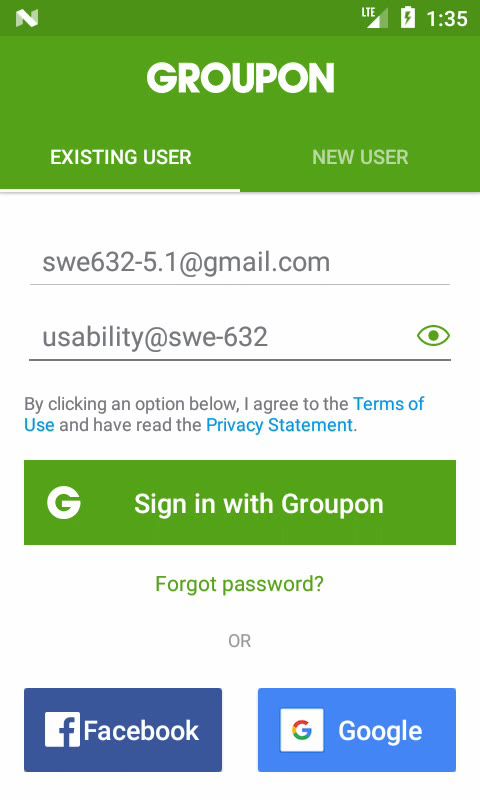 LTE 1:35
GROUPON
EXISTING USER NEW USER
swe632-5.1@gmail.com
usability@swe-632
By clicking an option below, I agree to the Terms of
Use and have read the Privacy Statement.
G Sign in with Groupon
Forgot password?
OR
f Facebook G Google